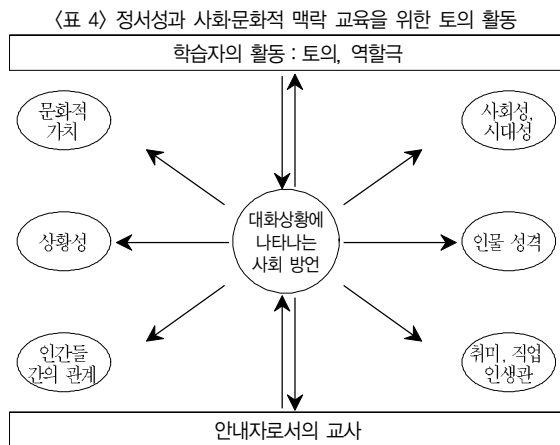 〈표 4〉 정서성과 사회·문화적 맥락 교육을 위한 토의 활동
학습자의 활동 : 토의, 역할극
문화적
가치
사회성,
시대성
대화상황에
나타나는
사회 방언
상황성
인물 성격
인간들
간의 관계
취미, 직업
인생관
안내자로서의 교사